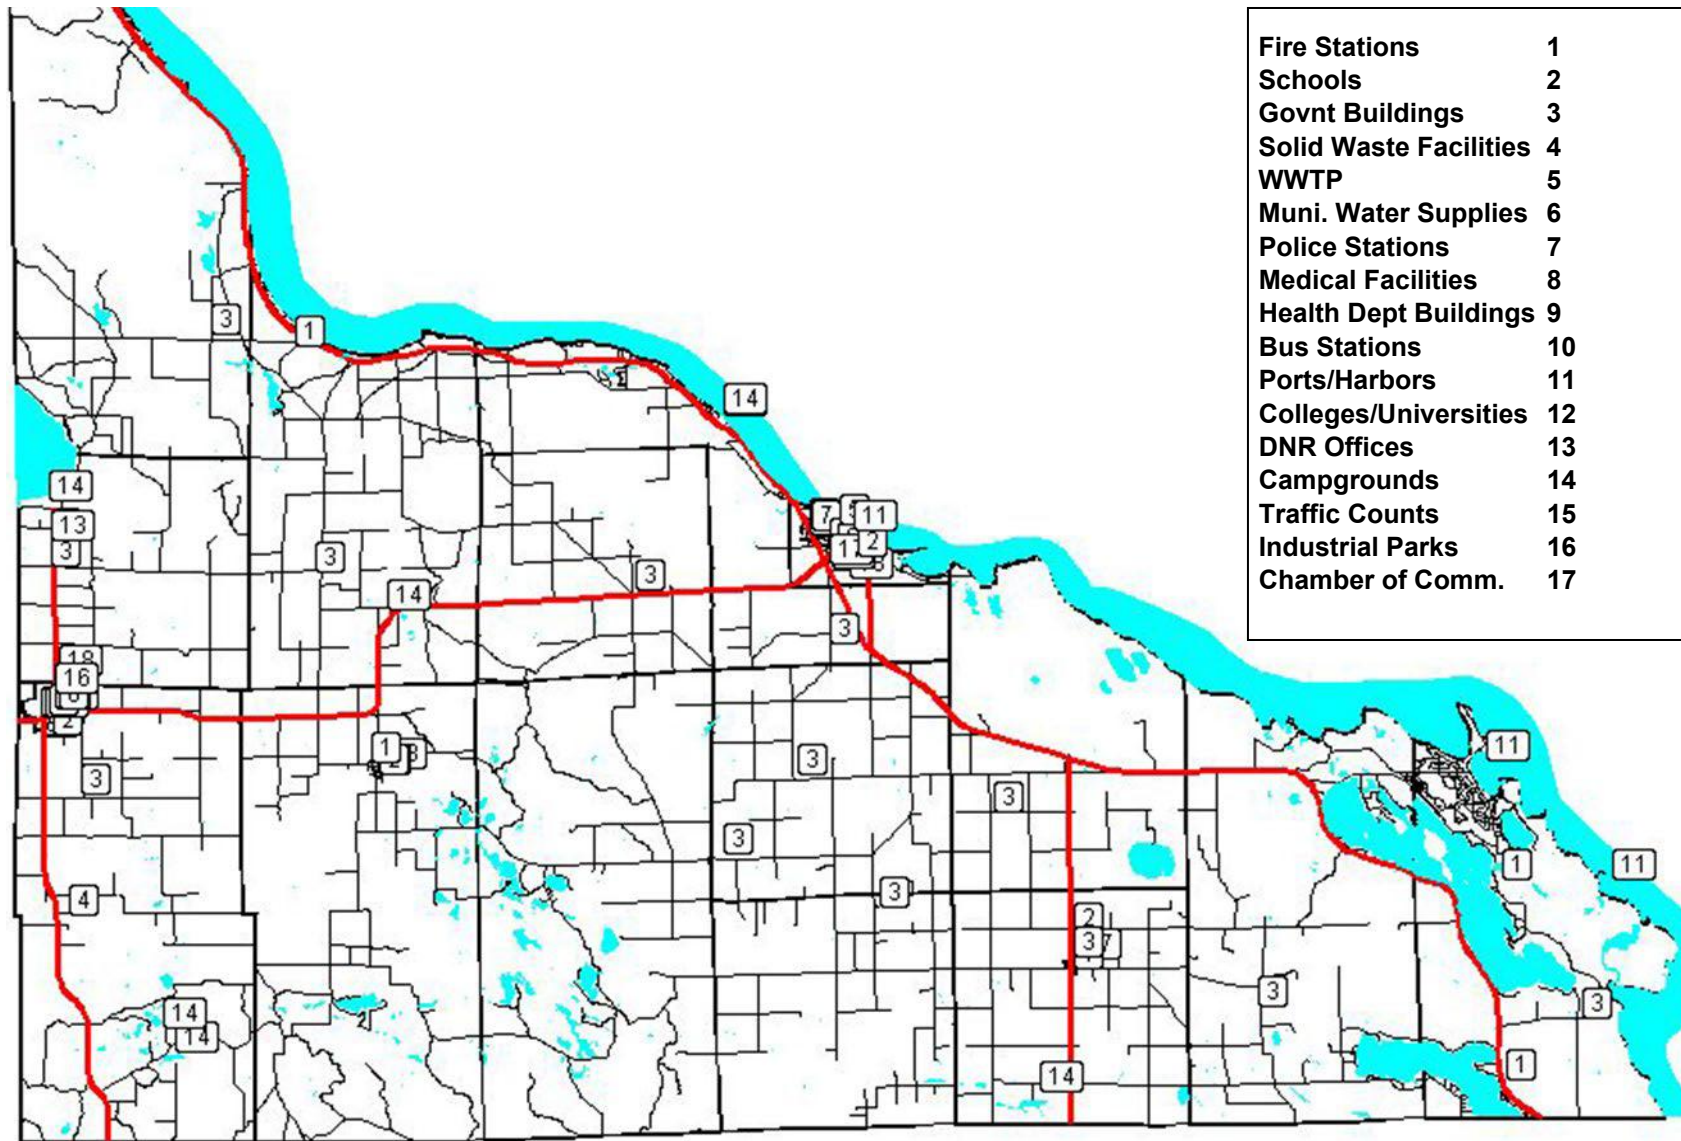 Fire Stations 1
Schools 2
Govnt Buildings 3
Solid Waste Facilities 4
WWTP 5
Muni. Water Supplies 6
Police Stations 7
Medical Facilities 8
Health Dept Buildings 9
Bus Stations 10
Ports/Harbors 11
Colleges/Universities 12
DNR Offices 13
Campgrounds 14
Traffic Counts 15
Industrial Parks 16
Chamber of Comm. 17
3
1
14
14
7
11
13
3
3
2
3
14
3
18
16
2
1
3
3
3
11
3
3
1
11
4
3
2
3
7
3
3
14
14
1
14